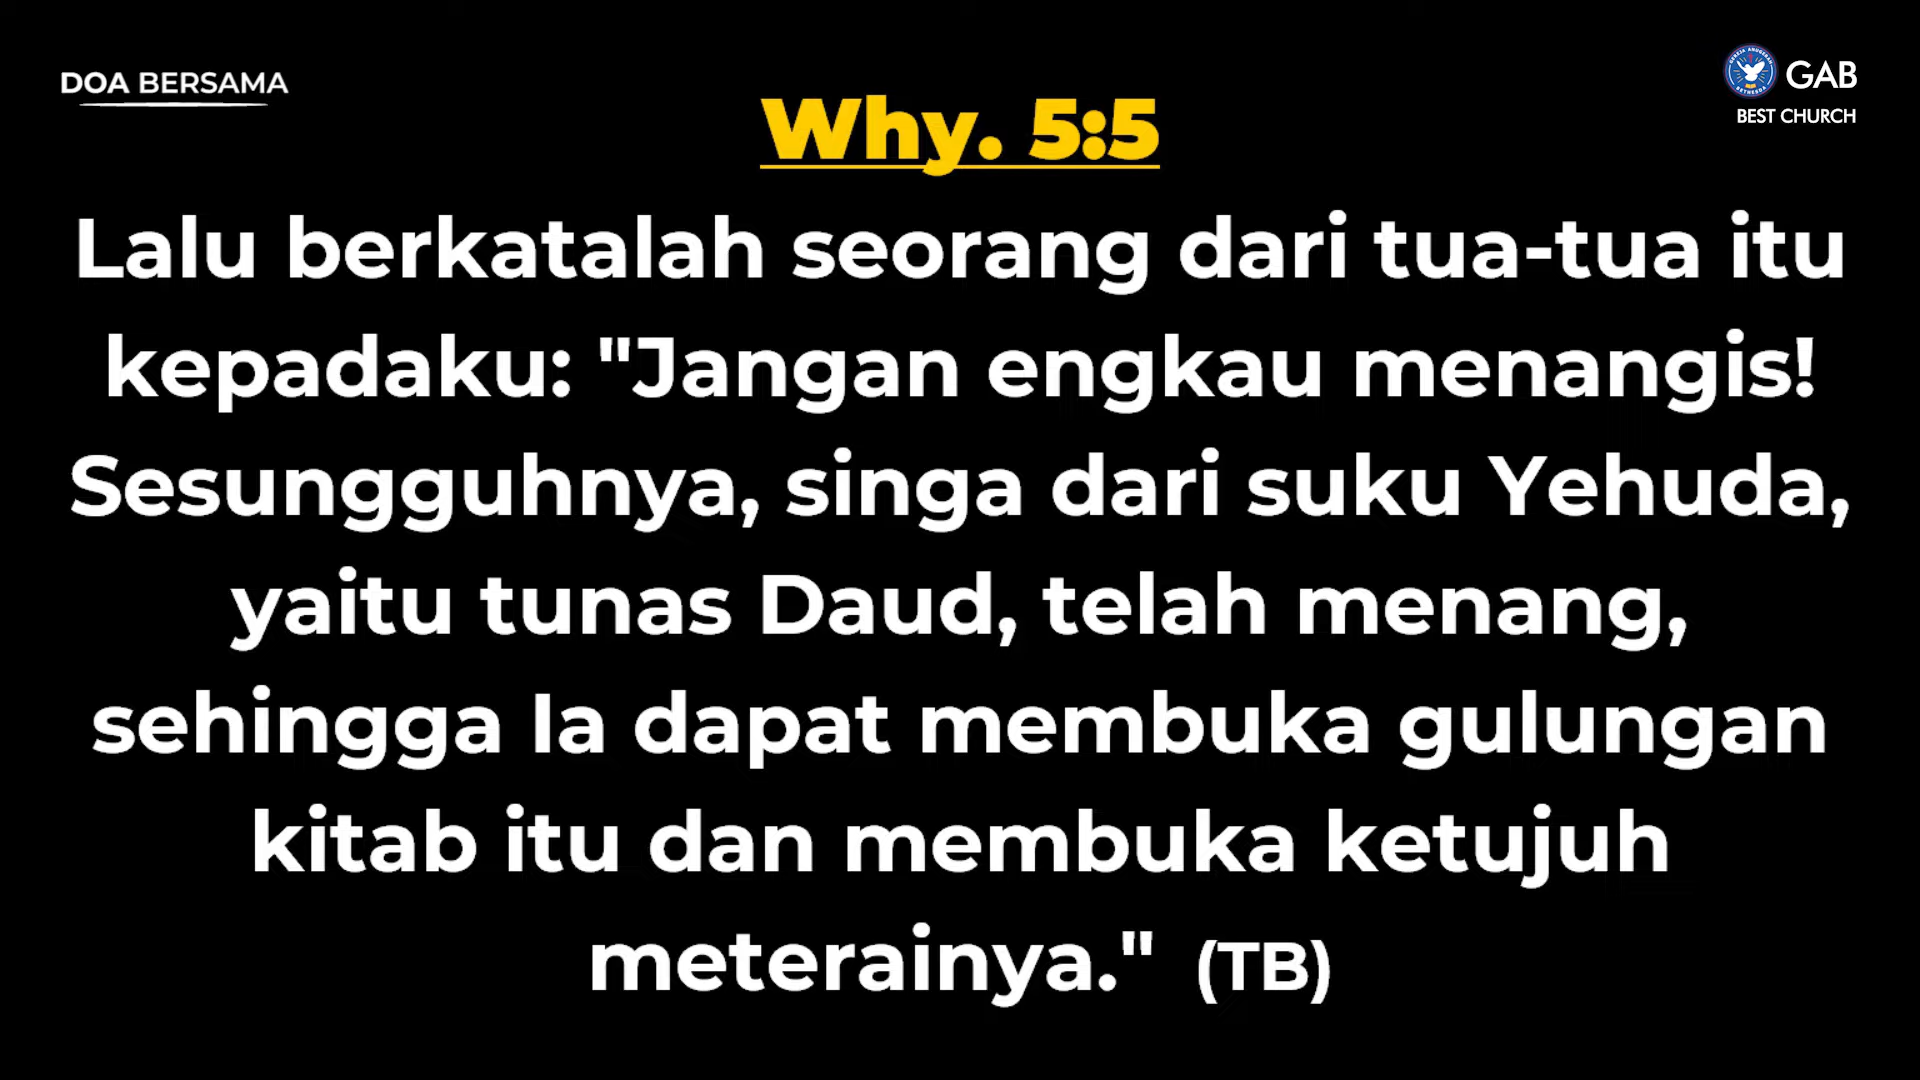 DOA BERSAMA
GAB
BEST CHURCH
Why. 5:5
Lalu berkatalah seorang dari tua-tua itu
kepadaku: "Jangan engkau menangis!
Sesungguhnya, singa dari suku Yehuda,
yaitu tunas Daud, telah menang,
sehingga Ia dapat membuka gulungan
kitab itu dan membuka ketujuh
meterainya." (TB)